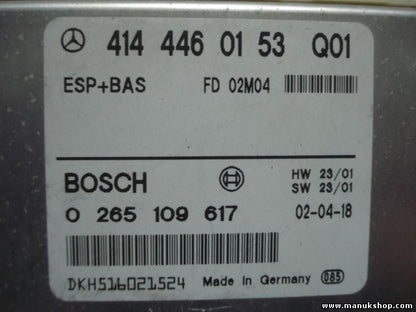 414 446 01 53 Q01
ESP+BAS FD 02M04
BOSCH HW 23/01
SW 23/01
0 265 109 617 02-04-18
DKH516021524 Made in Germany 085
www.manukshop.com